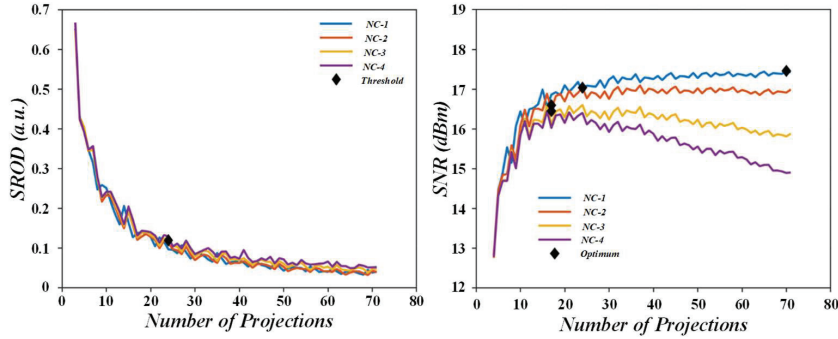 0.7
0.6
0.5
0.4
0.3
0.2
0.1
0
SROD (a.u.)
0 10 20 30 40 50 60 70 80
Number of Projections
NC-1
NC-2
NC-3
NC-4
Threshold
19
18
17
16
15
14
13
12
SNR (dBm)
0 10 20 30 40 50 60 70 80
Number of Projections
NC-1
NC-2
NC-3
NC-4
Optimum